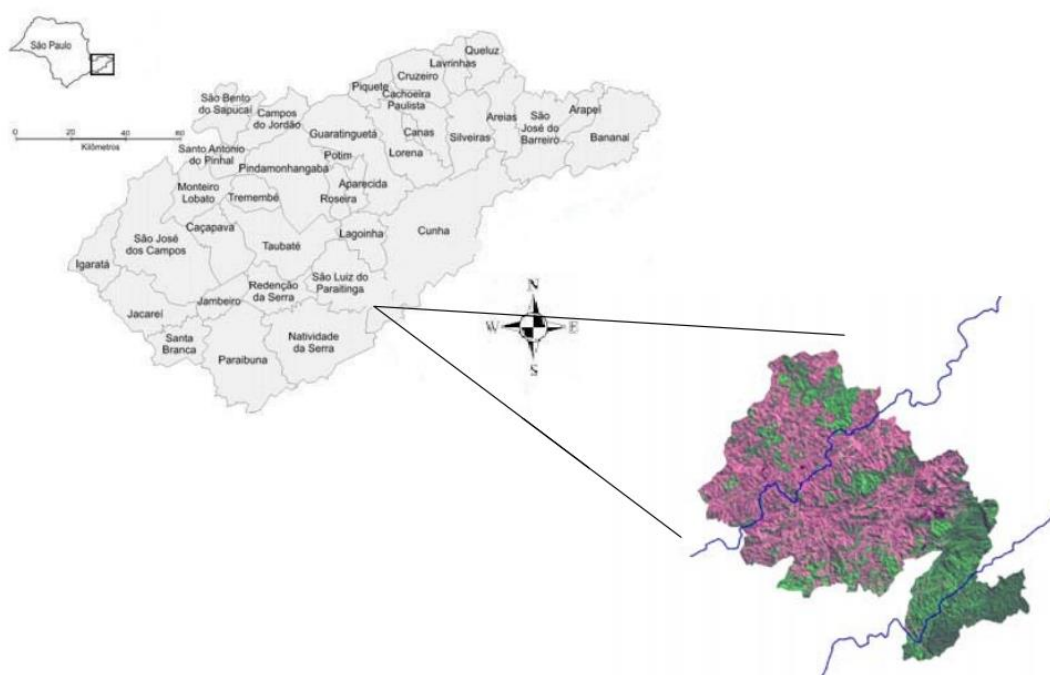 São Paulo
0 20 40 60
Kilômetros
Queluz
Lavrinhas
Cruzeiro
Piquete
Cachoeira
Paulista
São Bento
do Sapucaí
Campos
do Jordão
Guaratinguetá
Canas
Lorena
Silveiras
Areias
São
José do
Barreiro
Arapeí
Bananal
Santo Antonio
do Pinhal
Potim
Pindamonhangaba
Aparecida
Roseira
Monteiro
Lobato
Tremembé
Caçapava
São José
dos Campos
Taubaté
Lagoinha
Cunha
Igaratá
São Luiz do
Paraitinga
Redenção
da Serra
Jambeiro
Jacareí
Santa
Branca
Paraibuna
Natividade
da Serra
N
W E
S